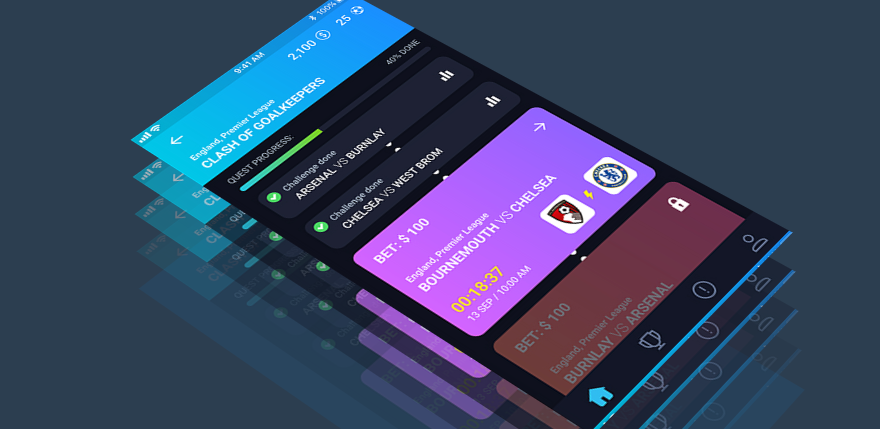 9:41 AM
100%
2,100
25
England, Premier League
CLASH OF GOALKEEPERS
QUEST PROGRESS:
40% DONE
Challenge done
ARSENAL VS BURNLAY
Challenge done
CHELSEA VS WEST BROM
BET: $ 100
England, Premier League
BOURNEMOUTH VS CHELSEA
00:18:37
13 SEP / 10:00 AM
BET: $ 100
England, Premier League
BURNLAY VS ARSENAL